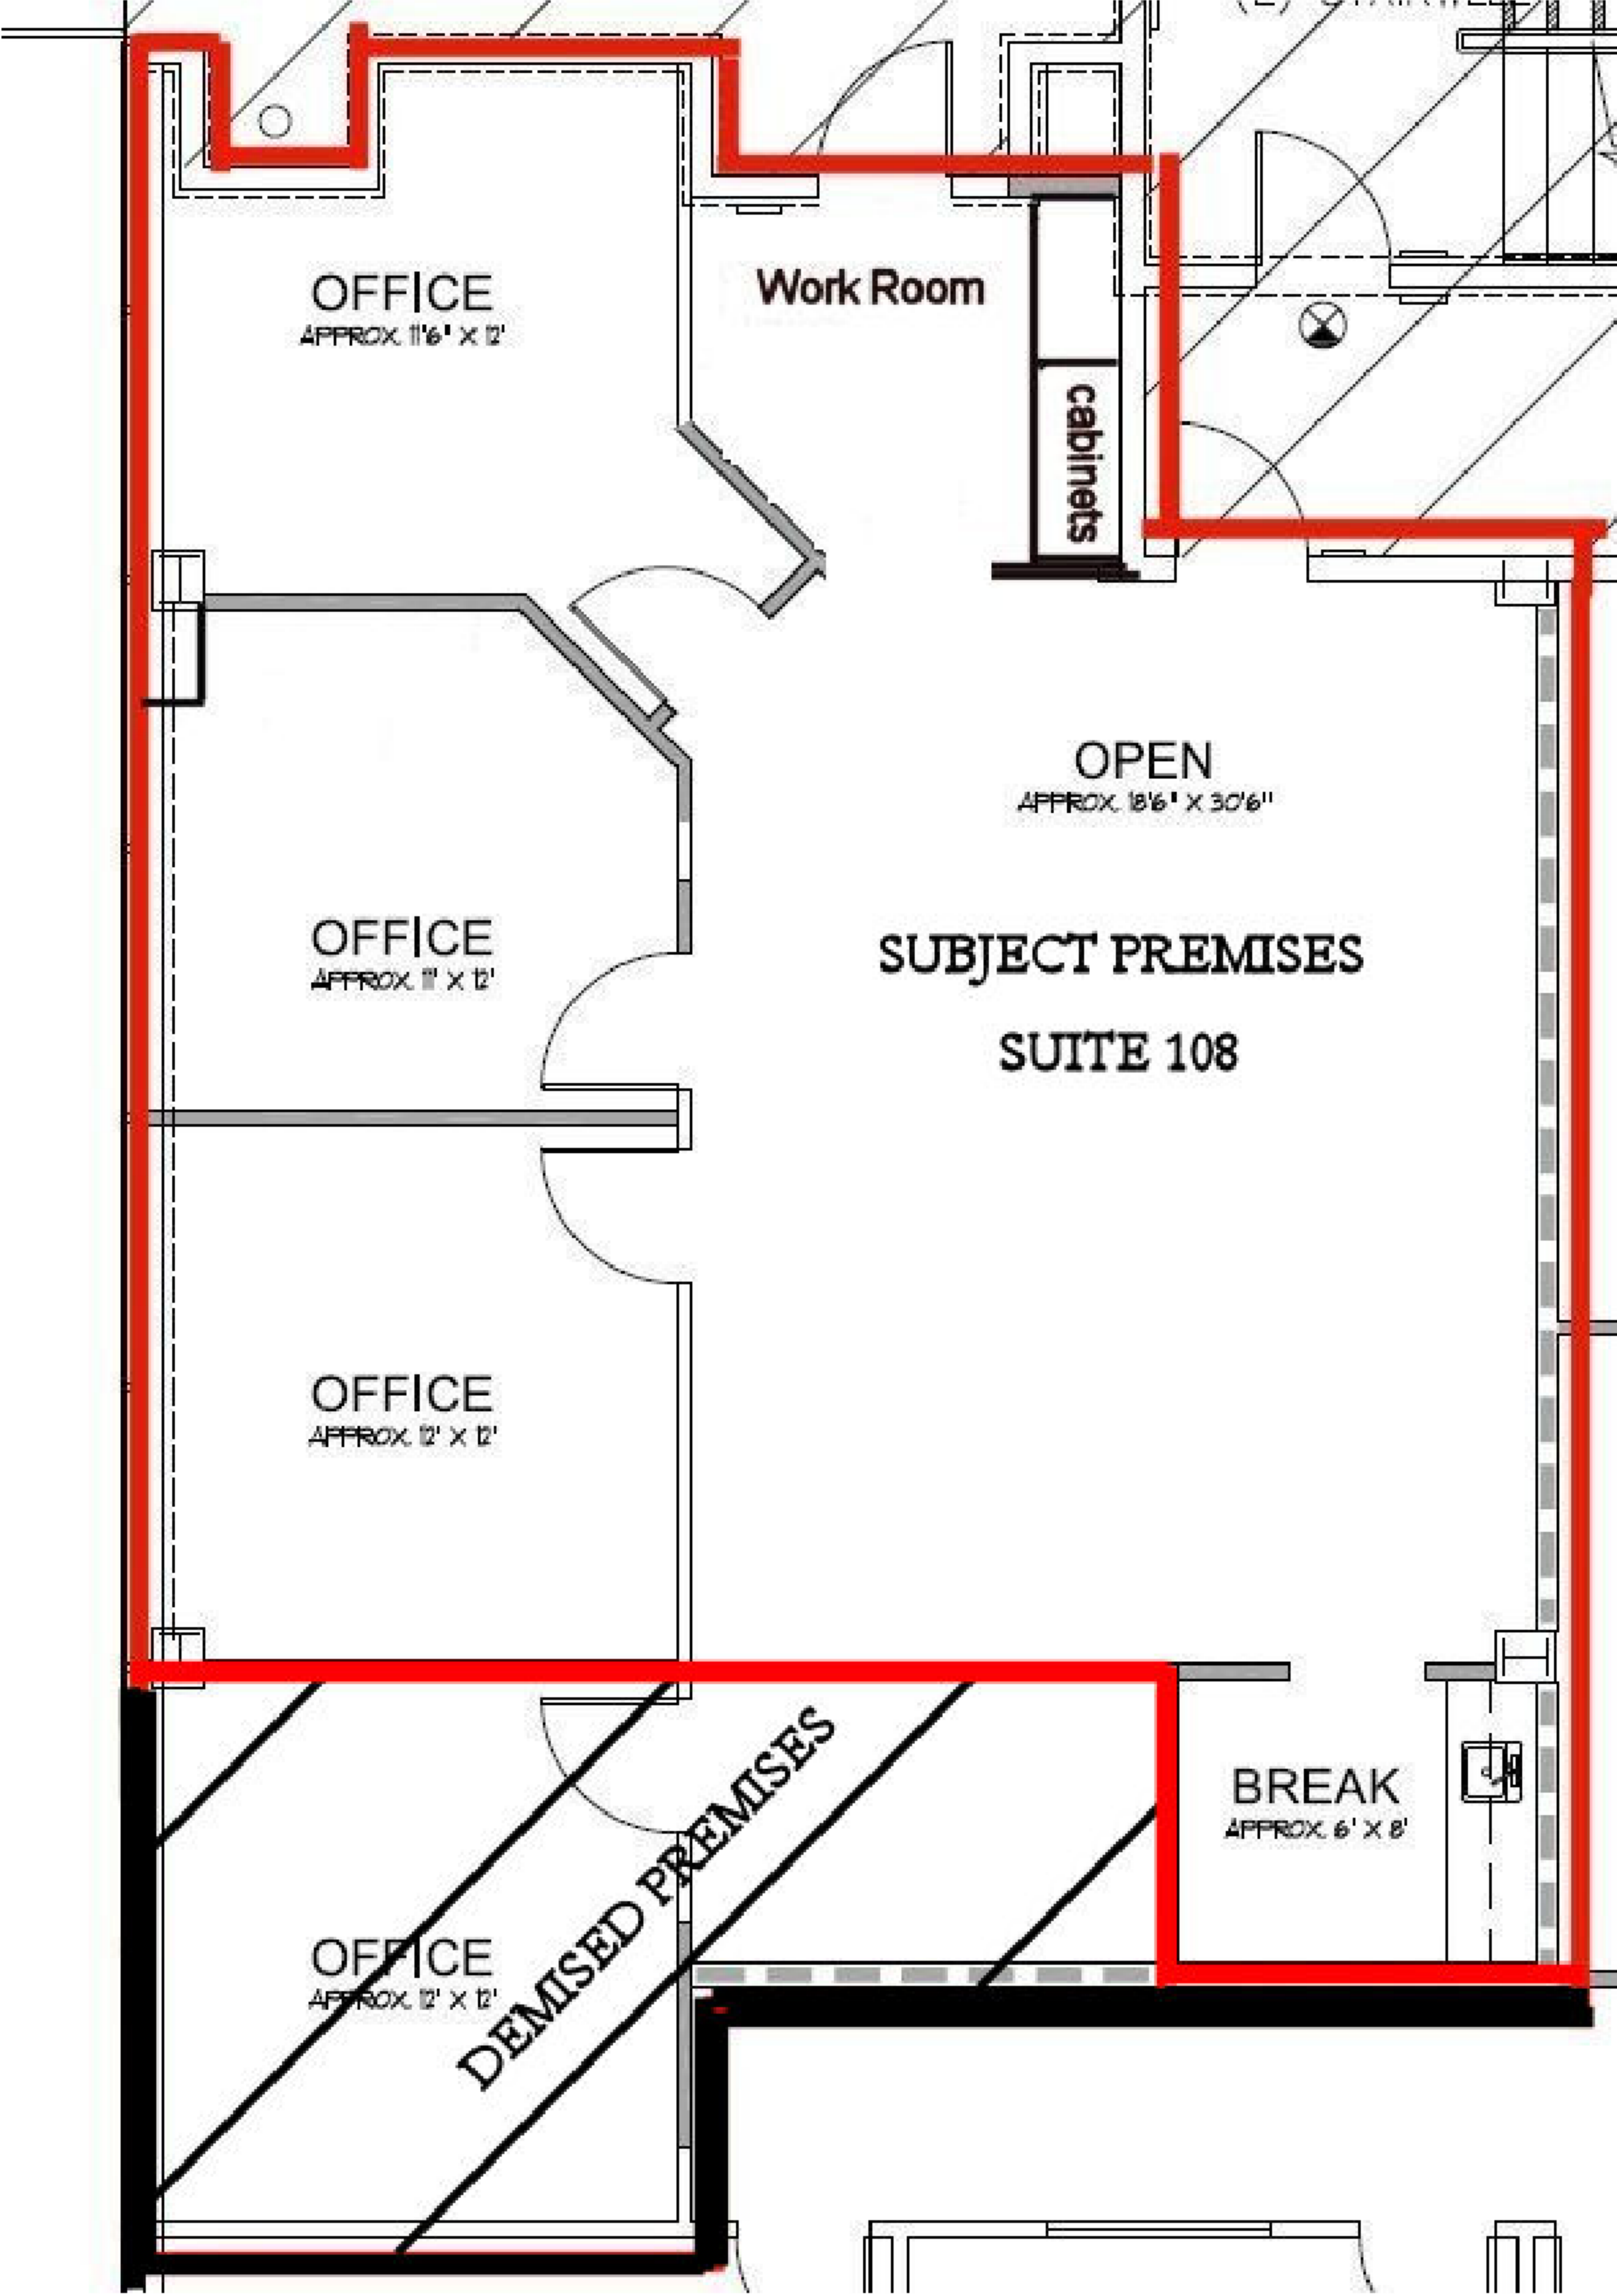 OFFICE
APPROX. 11'6" X 12'
Work Room
cabinets
OPEN
APPROX. 18'6" X 30'6"
OFFICE
APPROX. 11' X 12'
SUBJECT PREMISES
SUITE 108
OFFICE
APPROX. 12' X 12'
BREAK
APPROX. 6' X 8'
DEMISED PREMISES
OFFICE
APPROX. 12' X 12'